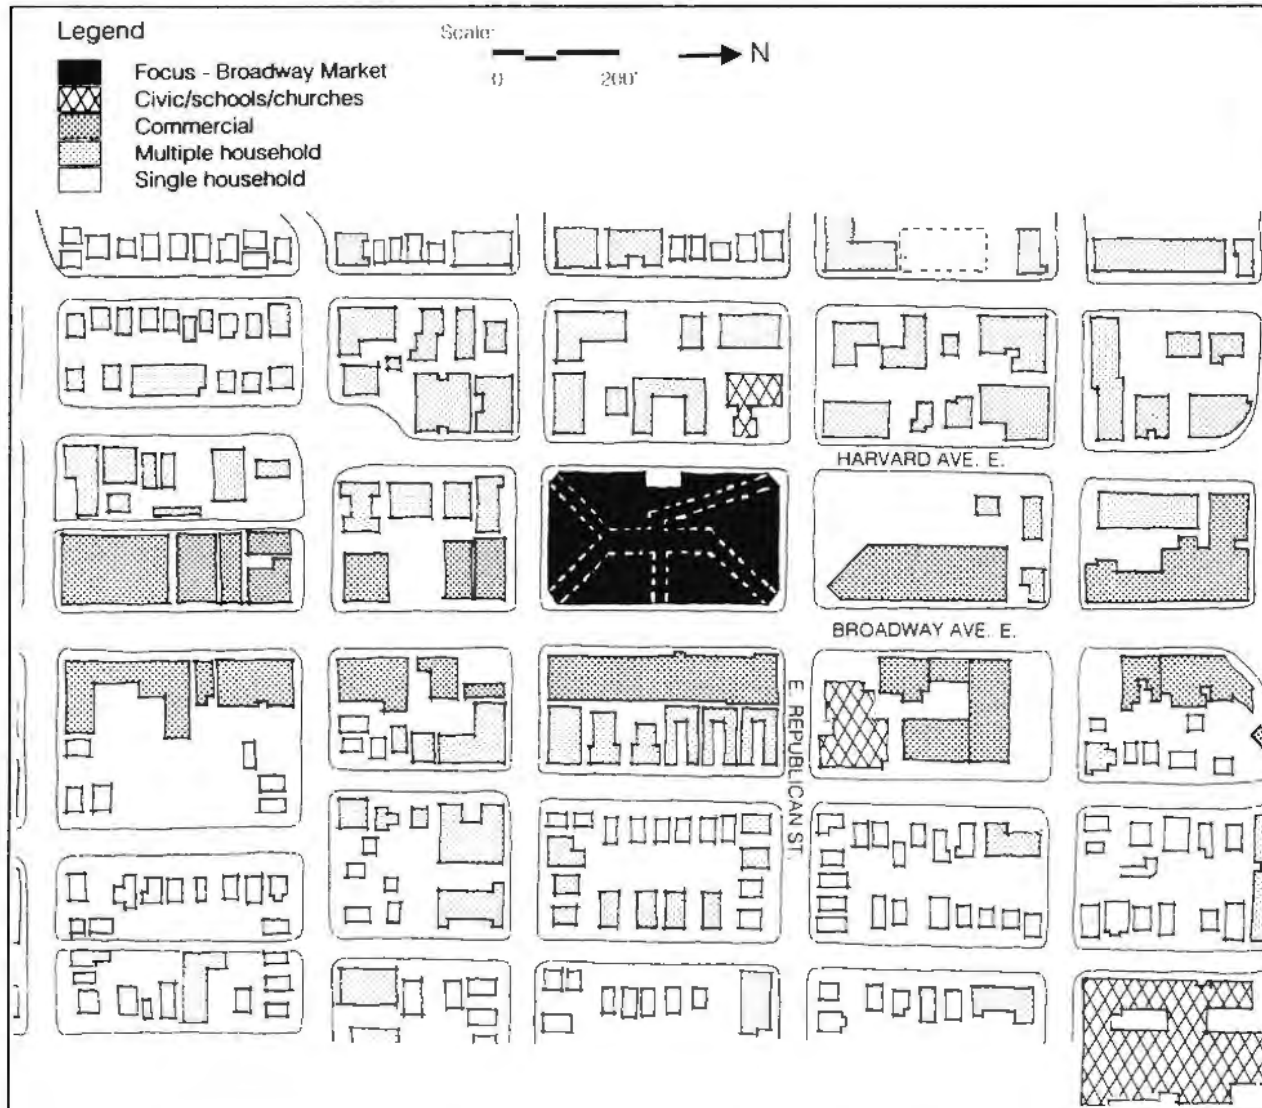 Legend
Focus - Broadway Market
Civic/schools/churches
Commercial
Multiple household
Single household
Scale:
0 200'
N
HARVARD AVE. E.
BROADWAY AVE. E.
E. REPUBLICAN ST.